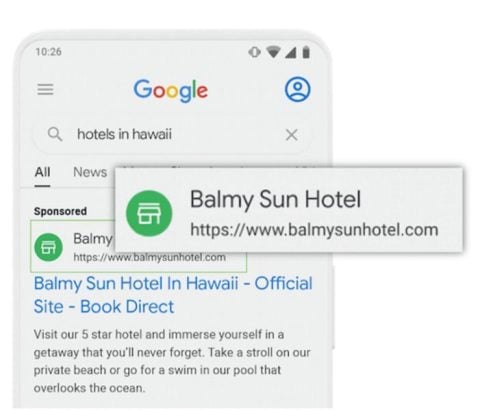 10:26
Google
hotels in hawaii
All News
Sponsored
Balmy
https://www.balmysunhotel.com
Balmy Sun Hotel
https://www.balmysunhotel.com
Balmy Sun Hotel In Hawaii - Official
Site - Book Direct
Visit our 5 star hotel and immerse yourself in a
getaway that you'll never forget. Take a stroll on our
private beach or go for a swim in our pool that
overlooks the ocean.